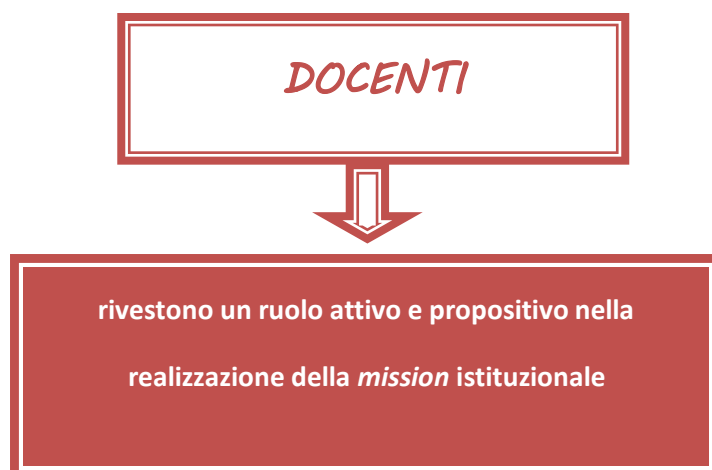 DOCENTI
rivestono un ruolo attivo e propositivo nella
realizzazione della mission istituzionale